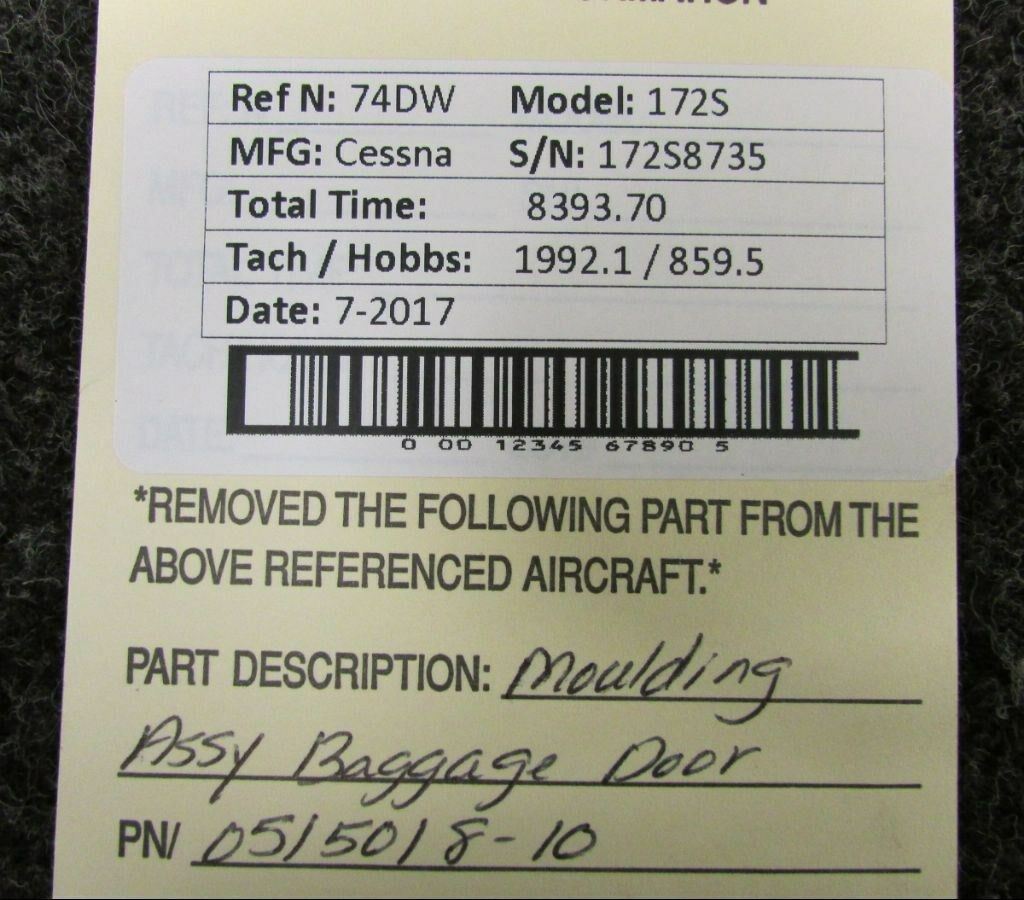 Ref N: 74DW Model: 172S
MFG: Cessna S/N: 172S8735
Total Time: 8393.70
Tach / Hobbs: 1992.1 / 859.5
Date: 7-2017
0 00 12345 67890 5
*REMOVED THE FOLLOWING PART FROM THE
ABOVE REFERENCED AIRCRAFT.*
PART DESCRIPTION: Moulding
Assy Baggage Door
PN/ 0515018-10